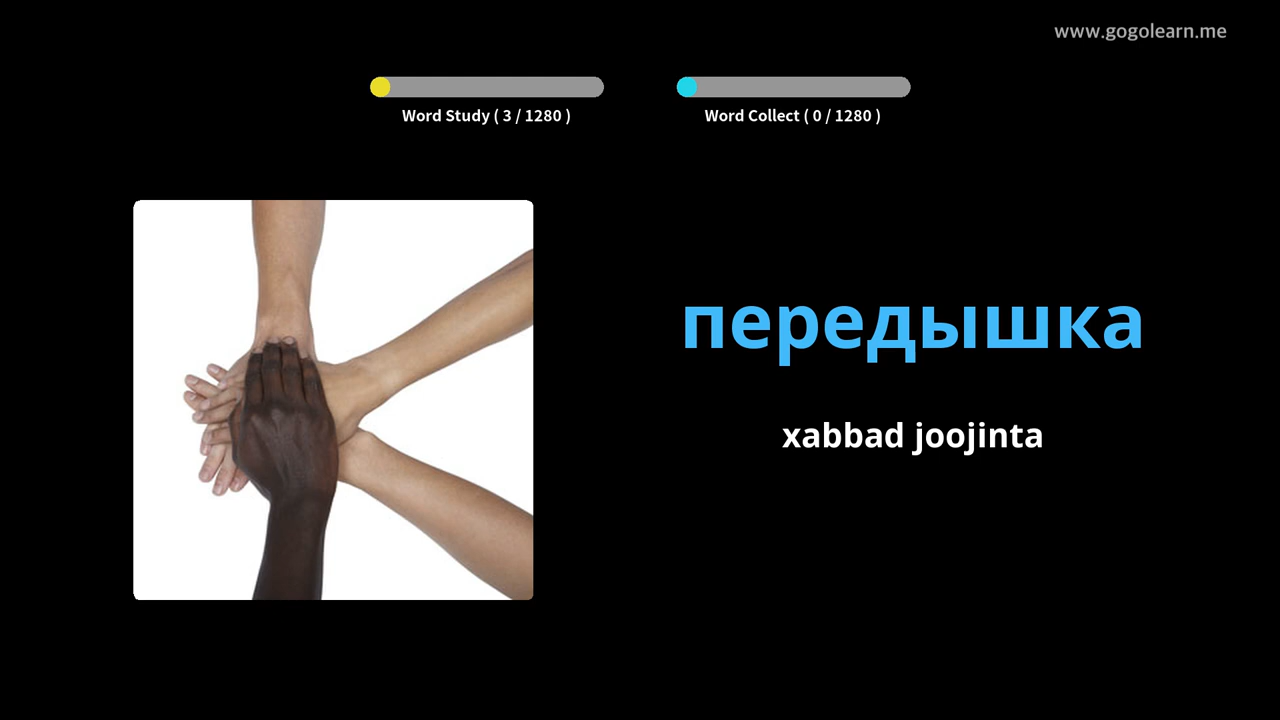 www.gogolearn.me
Word Study ( 3 / 1280 )
Word Collect ( 0 / 1280 )
передышка
xabbad joojinta